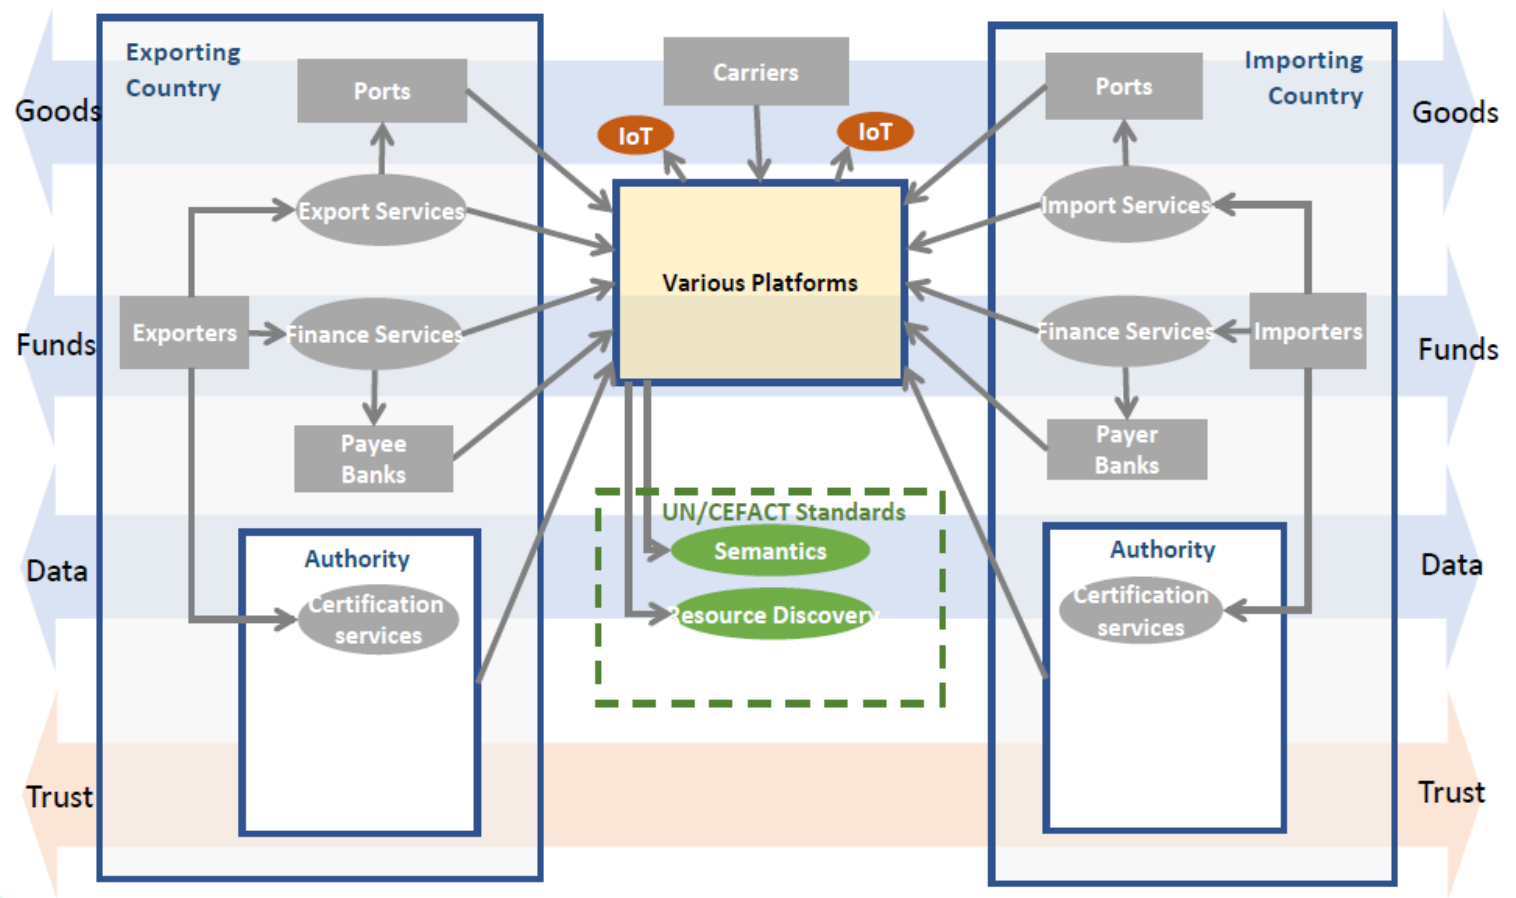 Exporting
Country
Importing
Country
Carriers
Ports
Ports
Goods
Goods
IoT
IoT
Export Services
Import Services
Various Platforms
Exporters
Finance Services
Finance Services
Importers
Funds
Funds
Payee
Banks
Payer
Banks
UN/CEFACT Standards
Authority
Authority
Semantics
Data
Data
Certification
services
Resource Discovery
Certification
services
Trust
Trust